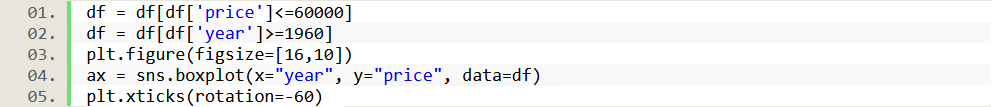 01. df = df[df['price']<=60000]
02. df = df[df['year']>=1960]
03. plt.figure(figsize=[16,10])
04. ax = sns.boxplot(x="year", y="price", data=df)
05. plt.xticks(rotation=-60)